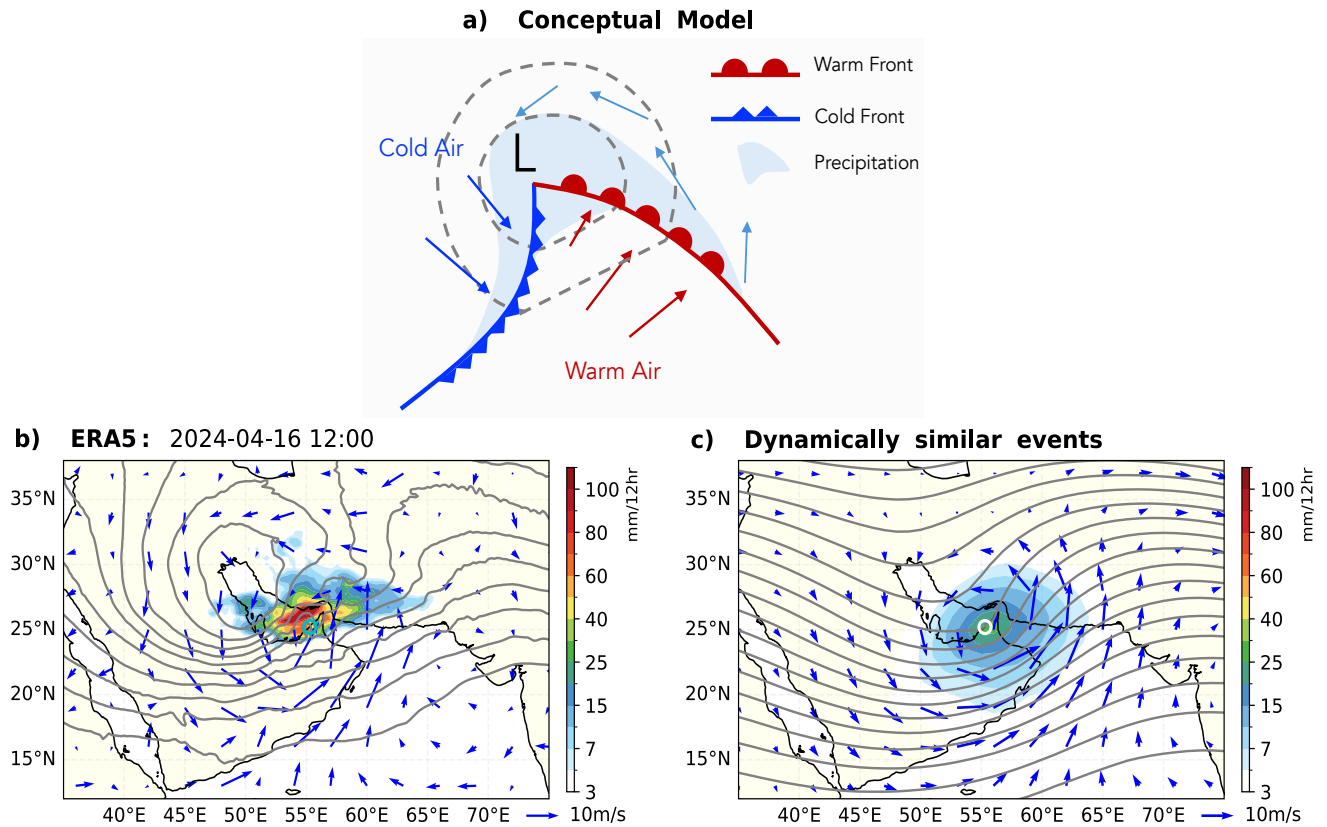 a) Conceptual Model
Warm Front
Cold Front
Precipitation
Cold Air
L
Warm Air
b) ERA5: 2024-04-16 12:00
35°N
30°N
25°N
20°N
15°N
40°E 45°E 50°E 55°E 60°E 65°E 70°E
10m/s
mm/12hr
100
80
60
40
25
15
7
3
c) Dynamically similar events
35°N
30°N
25°N
20°N
15°N
40°E 45°E 50°E 55°E 60°E 65°E 70°E
10m/s
mm/12hr
100
80
60
40
25
15
7
3